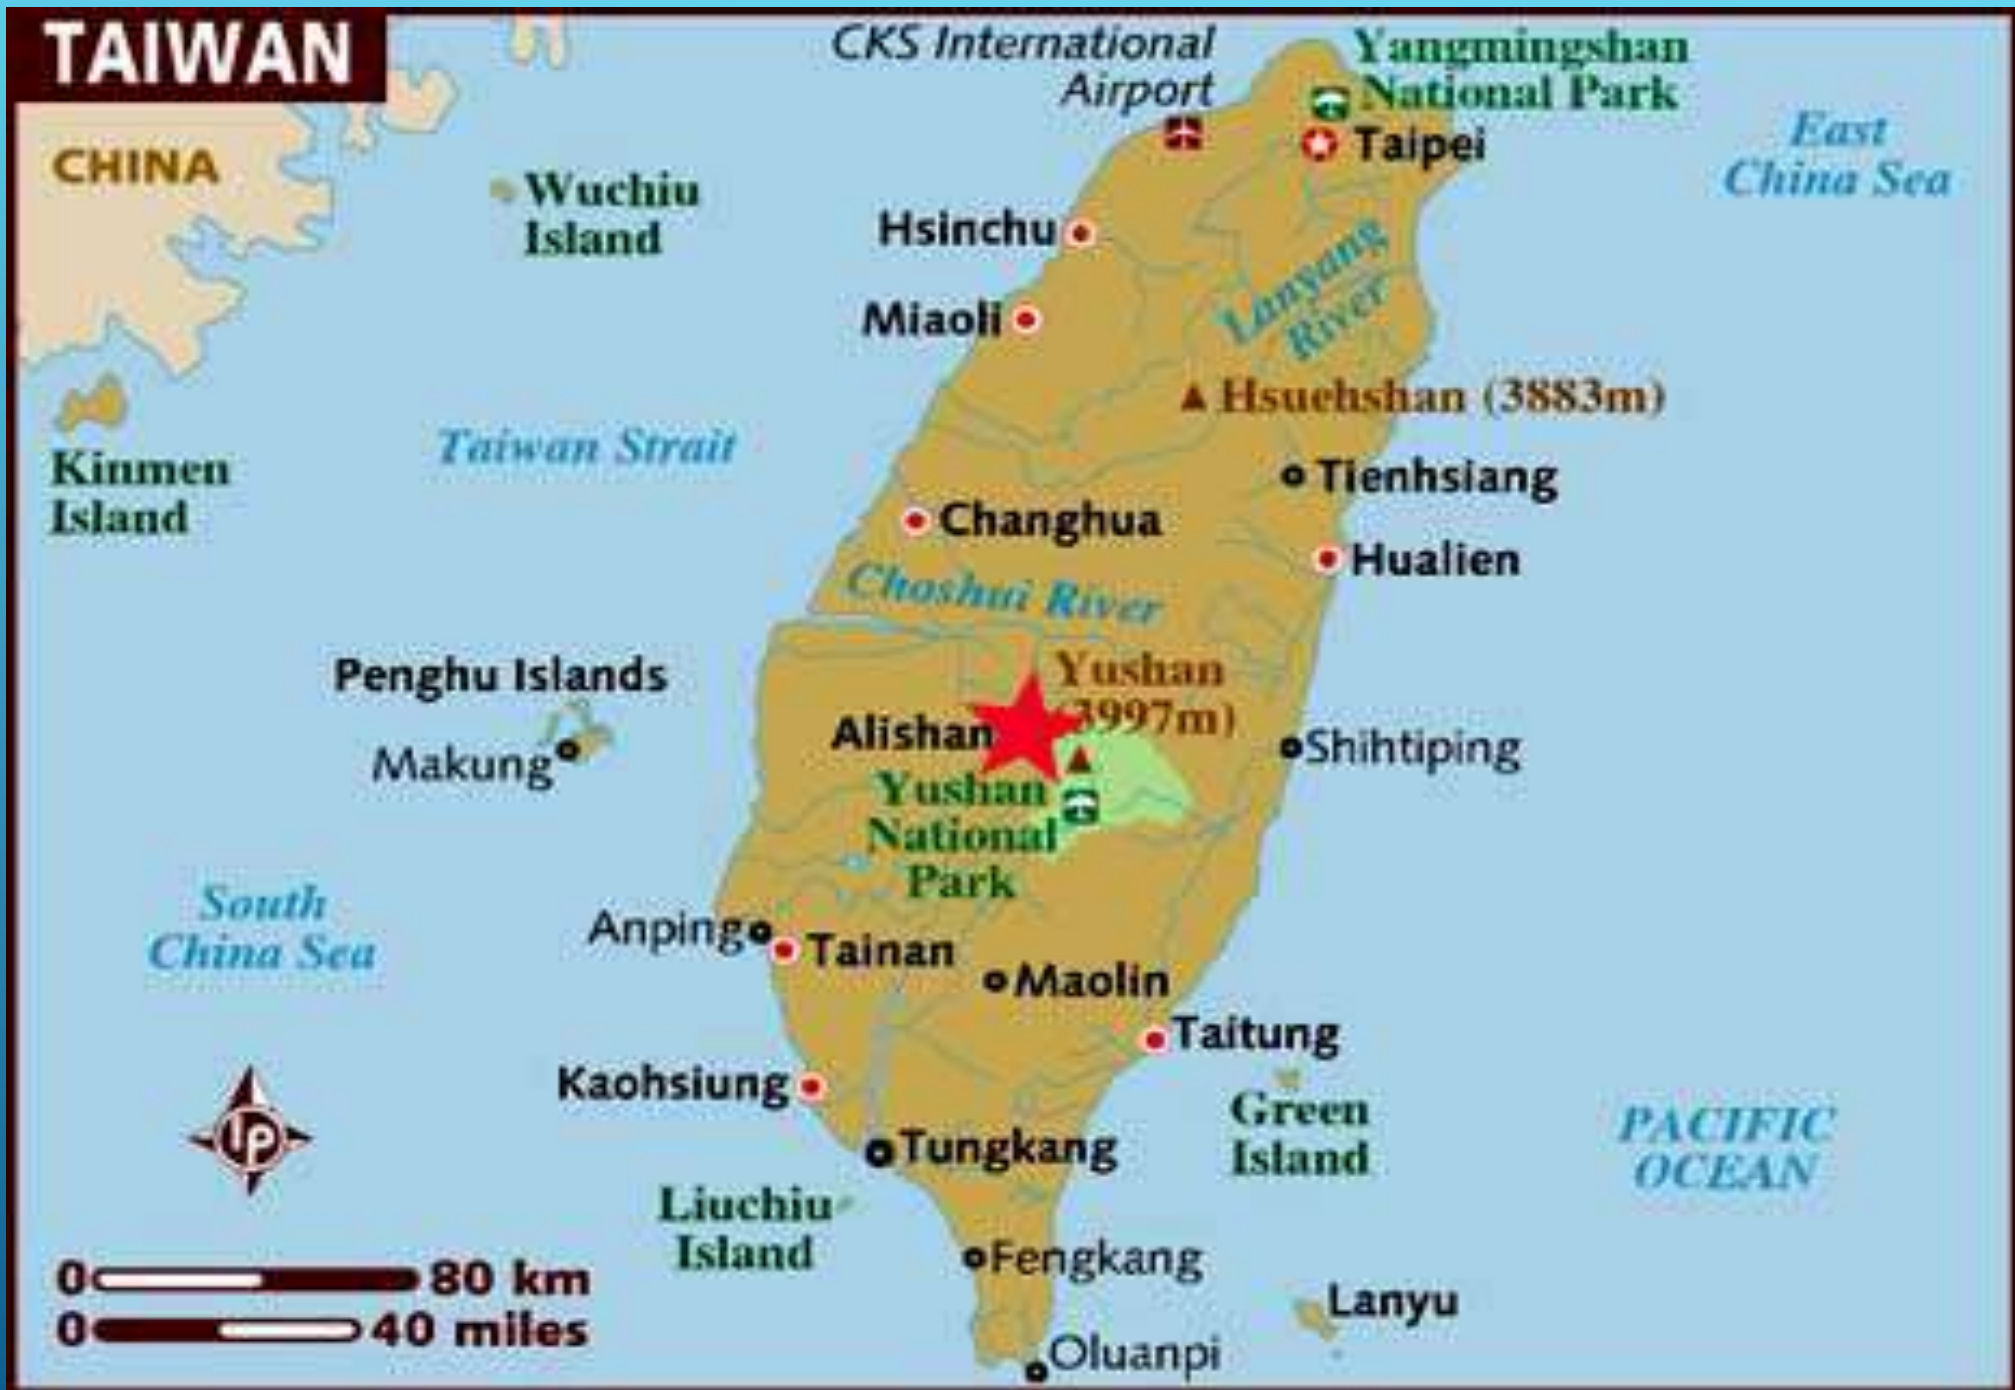 TAIWAN
CKS International
Airport
Yangmingshan
National Park
Taipei
East
China Sea
CHINA
Wuchiu
Island
Hsinchu
Lanyang
River
Miaoli
Hsuehshan (3883m)
Taiwan Strait
Kinmen
Island
Tienhsiang
Changhua
Hualien
Choshui River
Penghu Islands
Makung
Yushan
(3997m)
Alishan
Shihtiping
Yushan
National
Park
South
China Sea
Anping
Tainan
Maolin
Taitung
Kaohsiung
Green
Island
PACIFIC
OCEAN
Tungkang
Liuchiu
Island
Fengkang
Lanyu
Oluanpi
lp
0 80 km
0 40 miles